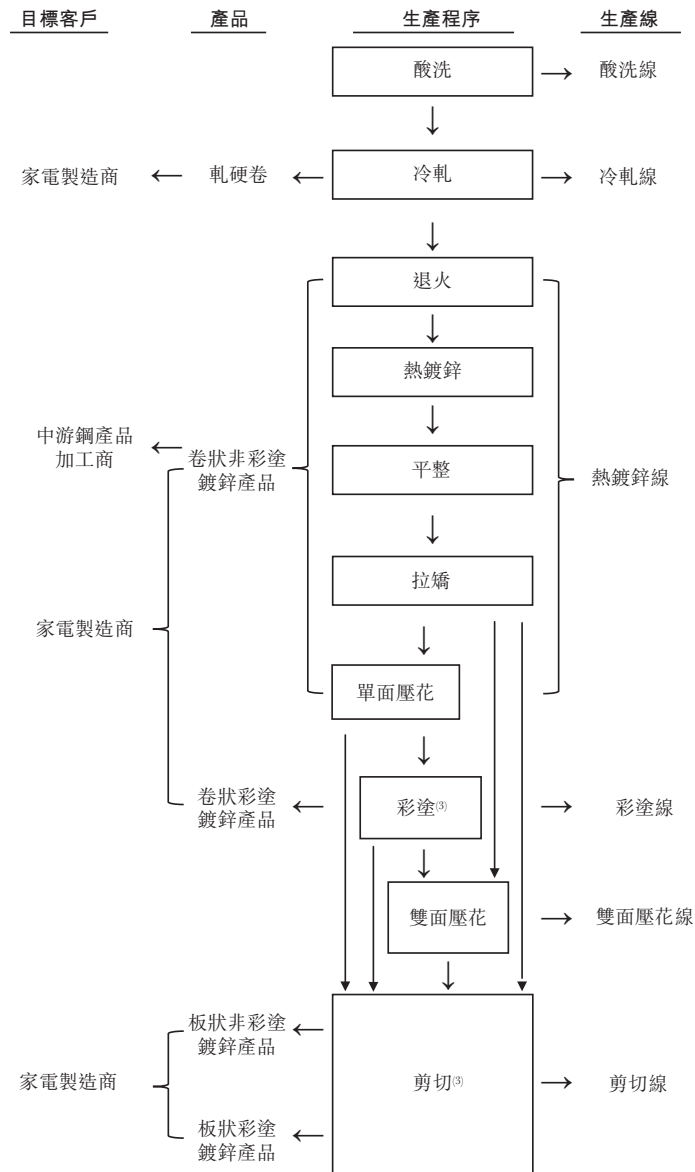 目標客戶
產品
生產程序
生產線
酸洗
酸洗線
家電製造商
軋硬卷
冷軋
冷軋線
退火
熱鍍鋅
中游鋼產品
加工商
卷狀非彩塗
鍍鋅產品
平整
熱鍍鋅線
拉矯
家電製造商
單面壓花
卷狀彩塗
鍍鋅產品
彩塗(3)
彩塗線
雙面壓花
雙面壓花線
板狀非彩塗
鍍鋅產品
家電製造商
剪切(3)
剪切線
板狀彩塗
鍍鋅產品